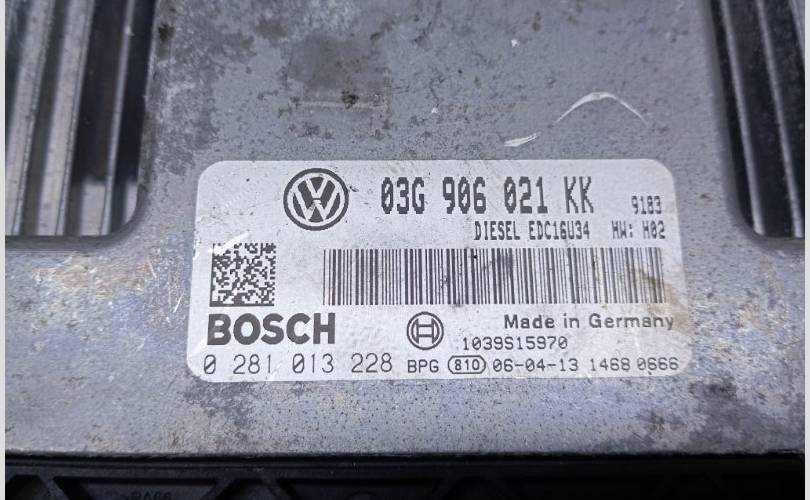 03G 906 021 KK 9183
DIESEL EDC16U34 HW: H02
BOSCH
Made in Germany
1039S15970
0 281 013 228 BPG 810 06-04-13 1468 0666